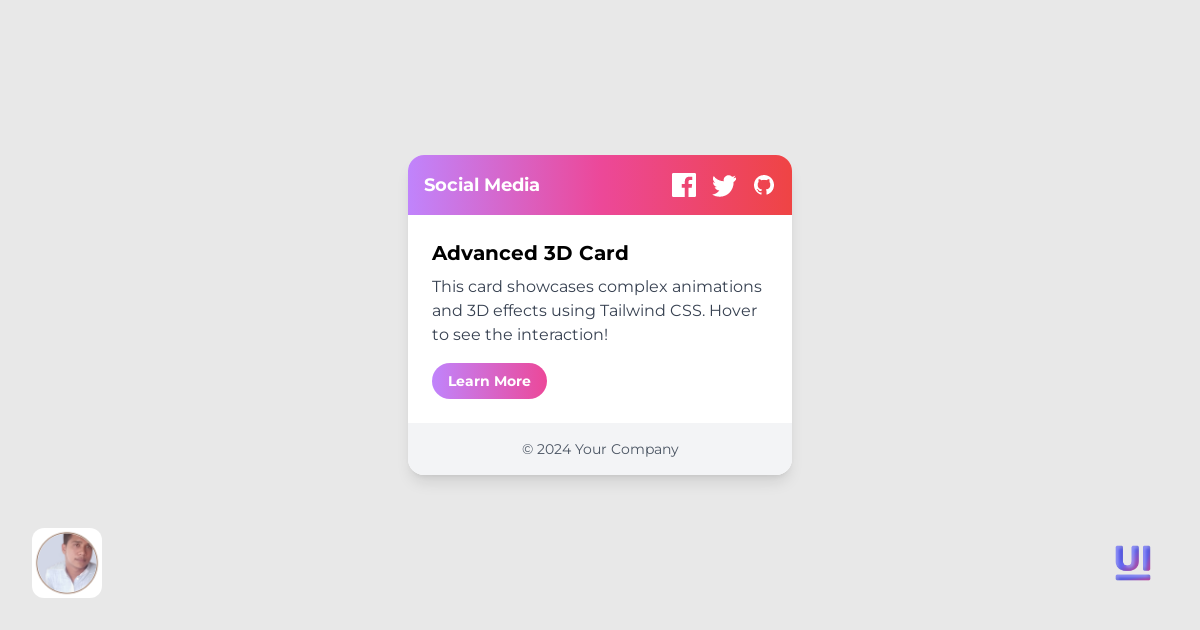 Social Media
Advanced 3D Card
This card showcases complex animations
and 3D effects using Tailwind CSS. Hover
to see the interaction!
Learn More
© 2024 Your Company
UI